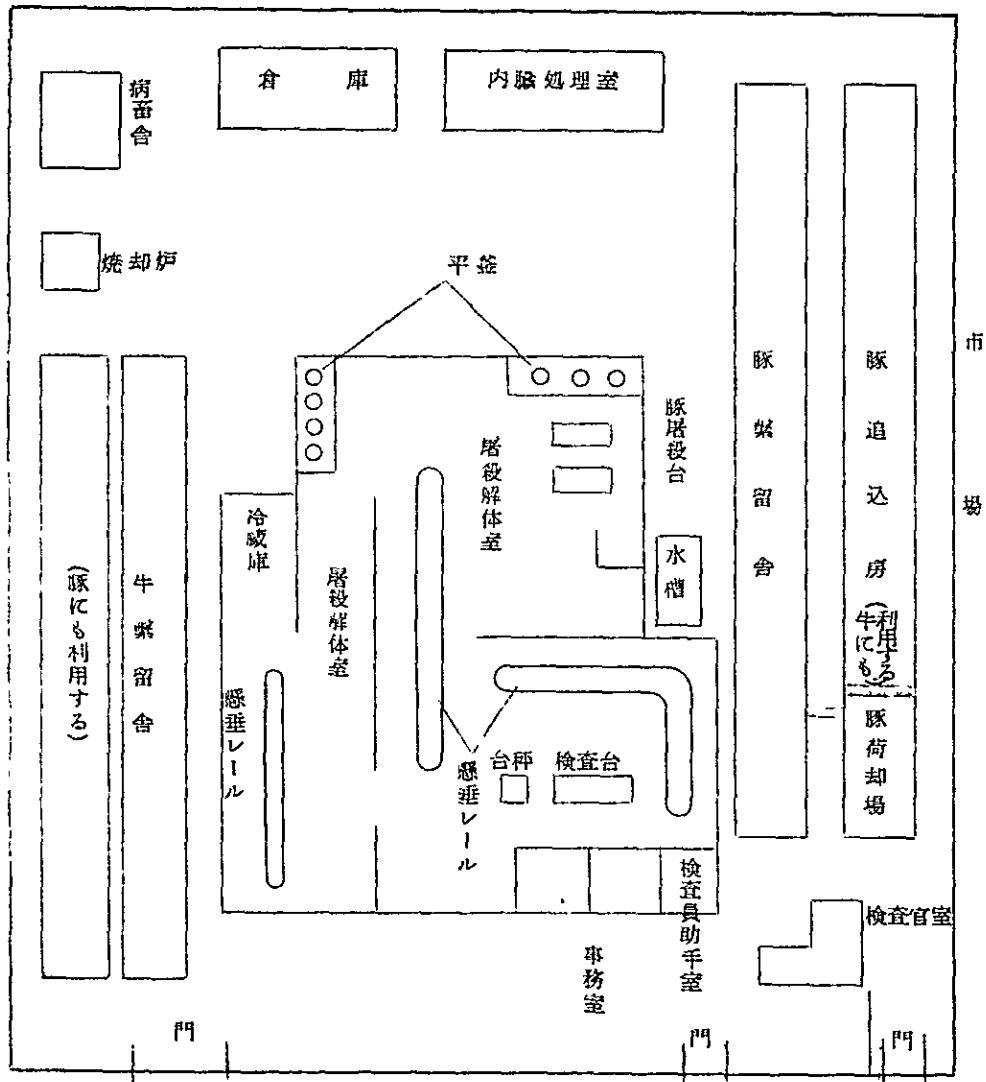 倉庫
内臓処理室
病畜舎
焼却炉
平釜
市場
豚繋留舎
豚追込房
(牛にも利用する)
豚荷却場
豚屠殺台
屠殺解体室
水槽
冷蔵庫
屠殺解体室
牛繋留舎
(豚にも利用する)
懸垂レール
懸垂レール
台秤
検査台
検査員助手室
事務室
検査官室
門
門
門